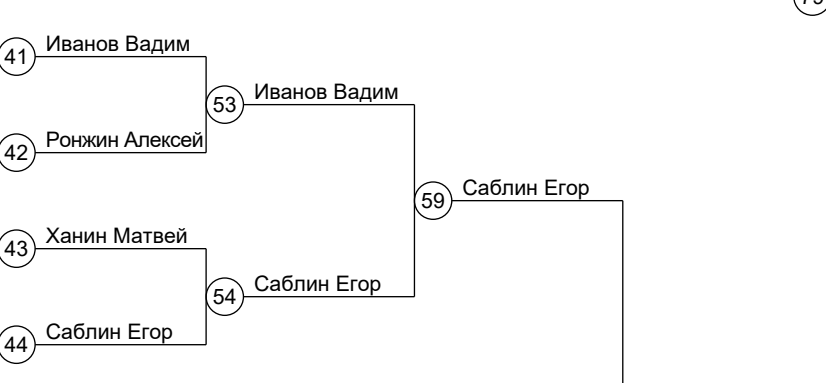 41 Иванов Вадим
53 Иванов Вадим
42 Ронжин Алексей
59 Саблин Егор
43 Ханин Матвей
54 Саблин Егор
44 Саблин Егор